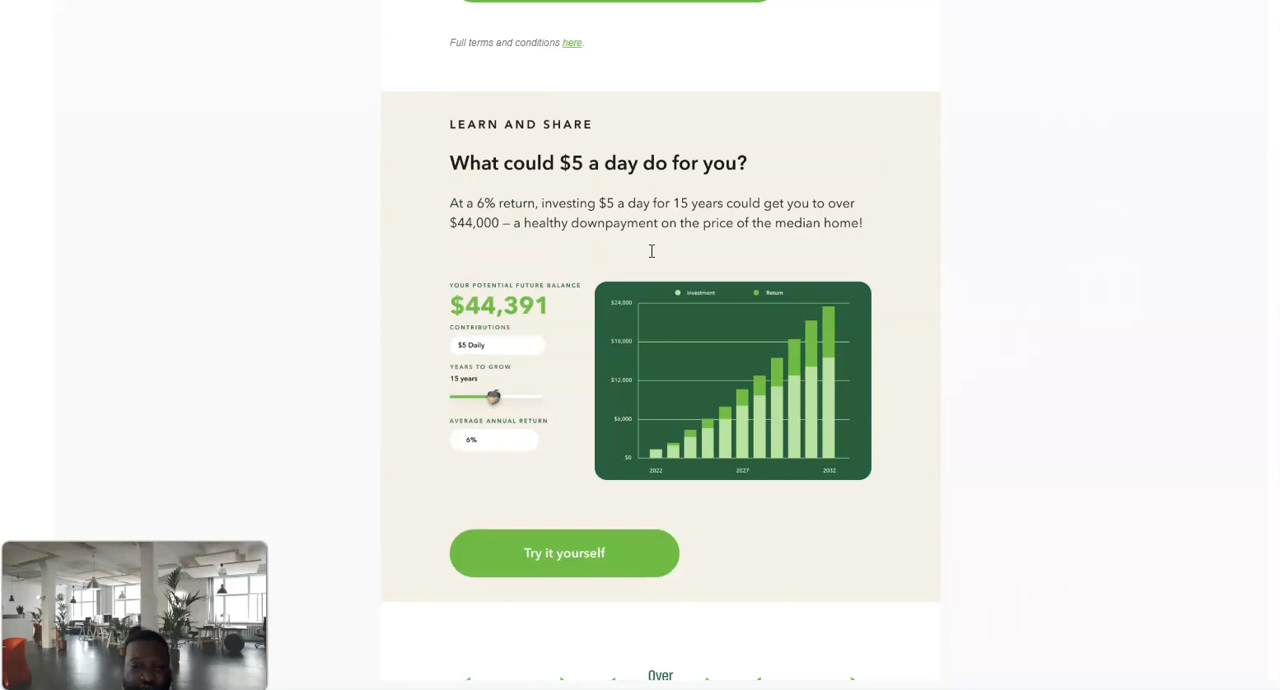 Full terms and conditions here.
LEARN AND SHARE
What could $5 a day do for you?
At a 6% return, investing $5 a day for 15 years could get you to over
$44,000 – a healthy downpayment on the price of the median home!
YOUR POTENTIAL FUTURE BALANCE
$44,391
CONTRIBUTIONS
$5 Daily
YEARS TO GROW
15 years
AVERAGE ANNUAL RETURN
6%
Investment Return
$24,000
$18,000
$12,000
$6,000
$0
2022 2027 2032
Try it yourself
Over